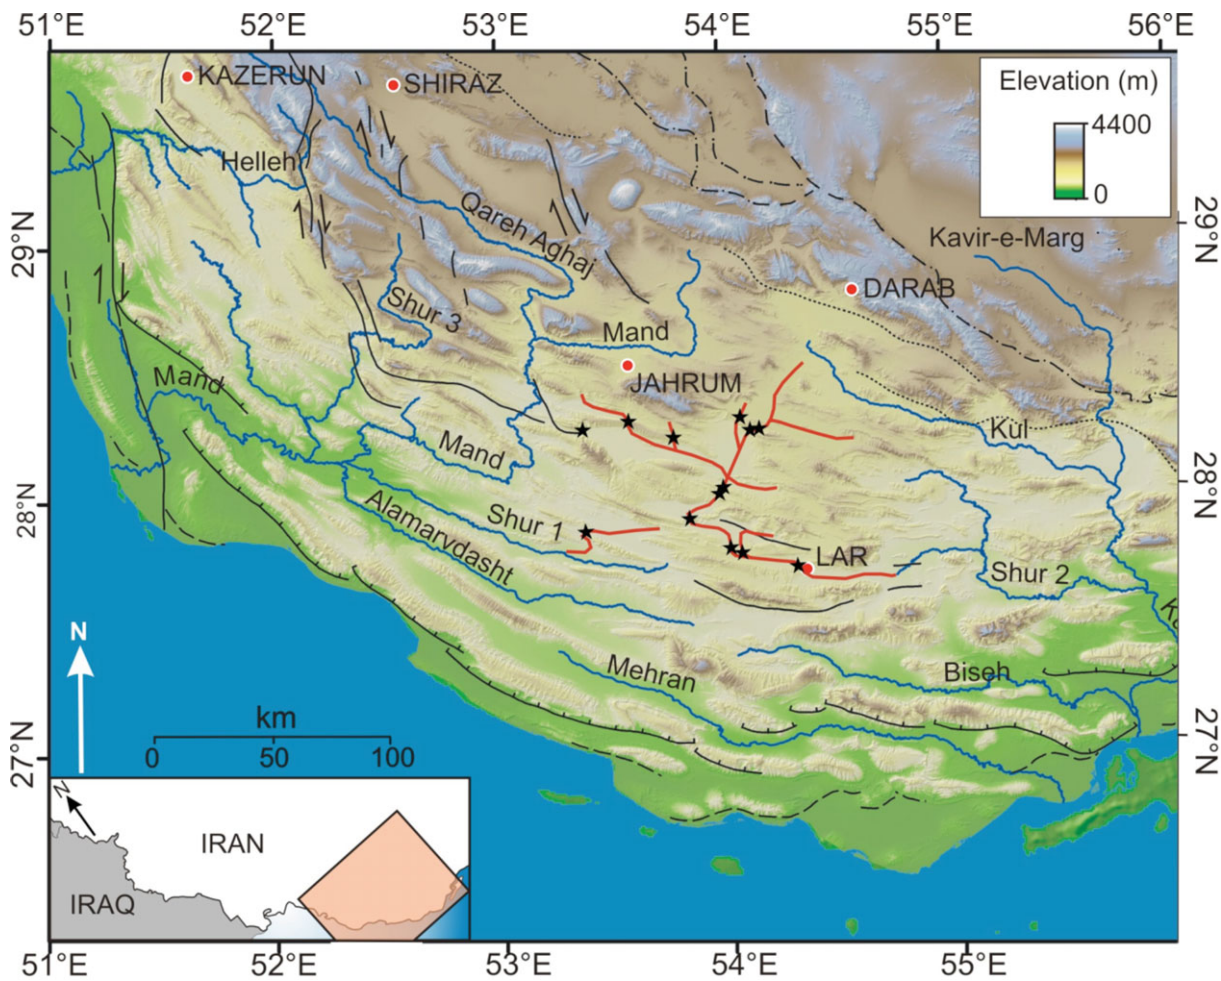 51°E 52°E 53°E 54°E 55°E 56°E
KAZERUN
SHIRAZ
Elevation (m)
4400
0
Helleh
Qareh Aghaj
29°N
29°N
Kavir-e-Marg
DARAB
Shur 3
Mand
JAHRUM
Mand
Kul
Mand
28°N
28°N
Alamarvdasht
Shur 1
LAR
Shur 2
N
Mehran
Biseh
km
0 50 100
27°N
27°N
N
IRAN
IRAQ
51°E 52°E 53°E 54°E 55°E